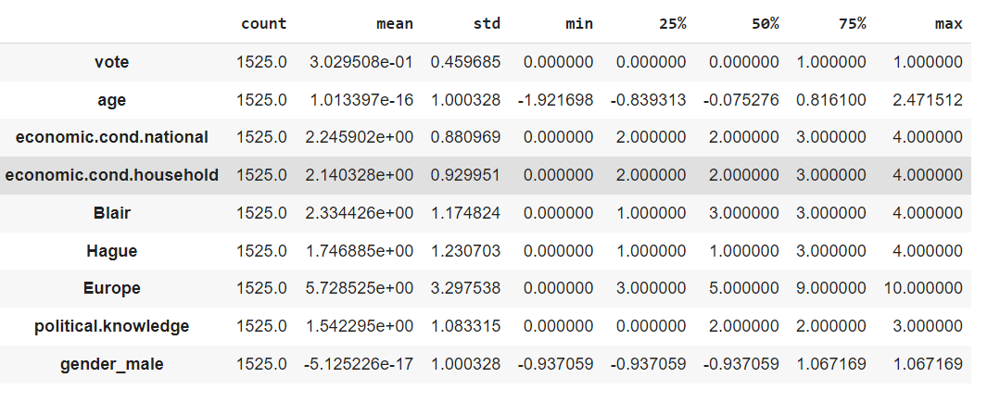 count mean std min 25% 50% 75% max
vote 1525.0 3.029508e-01 0.459685 0.000000 0.000000 0.000000 1.000000 1.000000
age 1525.0 1.013397e-16 1.000328 -1.921698 -0.839313 -0.075276 0.816100 2.471512
economic.cond.national 1525.0 2.245902e+00 0.880969 0.000000 2.000000 2.000000 3.000000 4.000000
economic.cond.household 1525.0 2.140328e+00 0.929951 0.000000 2.000000 2.000000 3.000000 4.000000
Blair 1525.0 2.334426e+00 1.174824 0.000000 1.000000 3.000000 3.000000 4.000000
Hague 1525.0 1.746885e+00 1.230703 0.000000 1.000000 1.000000 3.000000 4.000000
Europe 1525.0 5.728525e+00 3.297538 0.000000 3.000000 5.000000 9.000000 10.000000
political.knowledge 1525.0 1.542295e+00 1.083315 0.000000 0.000000 2.000000 2.000000 3.000000
gender_male 1525.0 -5.125226e-17 1.000328 -0.937059 -0.937059 -0.937059 1.067169 1.067169